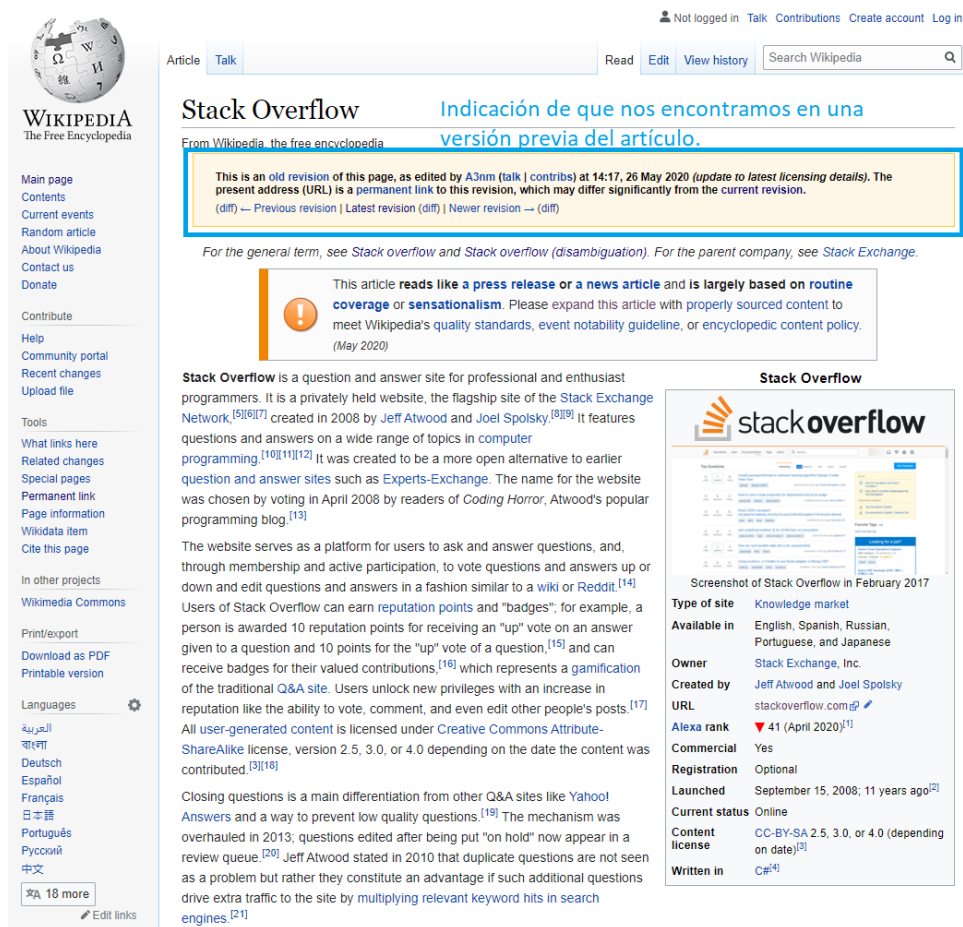 Not logged in Talk Contributions Create account Log in
Article Talk
Read Edit View history Search Wikipedia
WIKIPEDIA
The Free Encyclopedia
Stack Overflow
Indicación de que nos encontramos en una
versión previa del artículo.
From Wikipedia, the free encyclopedia
This is an old revision of this page, as edited by A3nm (talk | contribs) at 14:17, 26 May 2020 (update to latest licensing details). The
present address (URL) is a permanent link to this revision, which may differ significantly from the current revision.
(diff) ← Previous revision | Latest revision (diff) | Newer revision → (diff)
Main page
Contents
Current events
Random article
About Wikipedia
Contact us
Donate
Contribute
Help
Community portal
Recent changes
Upload file
Tools
What links here
Related changes
Special pages
Permanent link
Page information
Wikidata item
Cite this page
In other projects
Wikimedia Commons
Print/export
Download as PDF
Printable version
Languages
العربية
বাংলা
Deutsch
Español
Français
日本語
Português
Русский
中文
18 more
Edit links
For the general term, see Stack overflow and Stack overflow (disambiguation). For the parent company, see Stack Exchange.
This article reads like a press release or a news article and is largely based on routine
coverage or sensationalism. Please expand this article with properly sourced content to
meet Wikipedia's quality standards, event notability guideline, or encyclopedic content policy.
(May 2020)
Stack Overflow is a question and answer site for professional and enthusiast
programmers. It is a privately held website, the flagship site of the Stack Exchange
Network,[5][6][7] created in 2008 by Jeff Atwood and Joel Spolsky.[8][9] It features
questions and answers on a wide range of topics in computer
programming.[10][11][12] It was created to be a more open alternative to earlier
question and answer sites such as Experts-Exchange. The name for the website
was chosen by voting in April 2008 by readers of Coding Horror, Atwood's popular
programming blog.[13]
The website serves as a platform for users to ask and answer questions, and,
through membership and active participation, to vote questions and answers up or
down and edit questions and answers in a fashion similar to a wiki or Reddit.[14]
Users of Stack Overflow can earn reputation points and "badges"; for example, a
person is awarded 10 reputation points for receiving an "up" vote on an answer
given to a question and 10 points for the "up" vote of a question,[15] and can
receive badges for their valued contributions,[16] which represents a gamification
of the traditional Q&A site. Users unlock new privileges with an increase in
reputation like the ability to vote, comment, and even edit other people's posts.[17]
All user-generated content is licensed under Creative Commons Attribute-
ShareAlike license, version 2.5, 3.0, or 4.0 depending on the date the content was
contributed.[3][18]
Closing questions is a main differentiation from other Q&A sites like Yahoo!
Answers and a way to prevent low quality questions.[19] The mechanism was
overhauled in 2013; questions edited after being put "on hold" now appear in a
review queue.[20] Jeff Atwood stated in 2010 that duplicate questions are not seen
as a problem but rather they constitute an advantage if such additional questions
drive extra traffic to the site by multiplying relevant keyword hits in search
engines.[21]
Stack Overflow
stackoverflow
Screenshot of Stack Overflow in February 2017
Type of site Knowledge market
Available in English, Spanish, Russian,
Portuguese, and Japanese
Owner Stack Exchange, Inc.
Created by Jeff Atwood and Joel Spolsky
URL stackoverflow.com
Alexa rank ▼ 41 (April 2020)[1]
Commercial Yes
Registration Optional
Launched September 15, 2008; 11 years ago[2]
Current status Online
Content CC-BY-SA 2.5, 3.0, or 4.0 (depending
license on date)[3]
Written in C#[4]